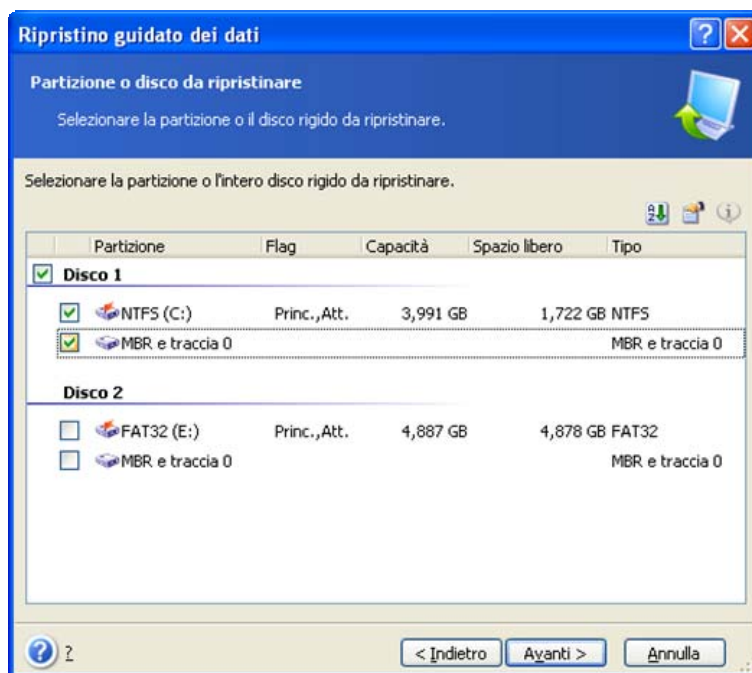 Ripristino guidato dei dati
Partizione o disco da ripristinare
Selezionare la partizione o il disco rigido da ripristinare.
Selezionare la partizione o l'intero disco rigido da ripristinare.
Partizione Flag Capacità Spazio libero Tipo
Disco 1
NTFS (C:) Princ.,Att. 3,991 GB 1,722 GB NTFS
MBR e traccia 0 MBR e traccia 0
Disco 2
FAT32 (E:) Princ.,Att. 4,887 GB 4,878 GB FAT32
MBR e traccia 0 MBR e traccia 0
? < Indietro Avanti > Annulla